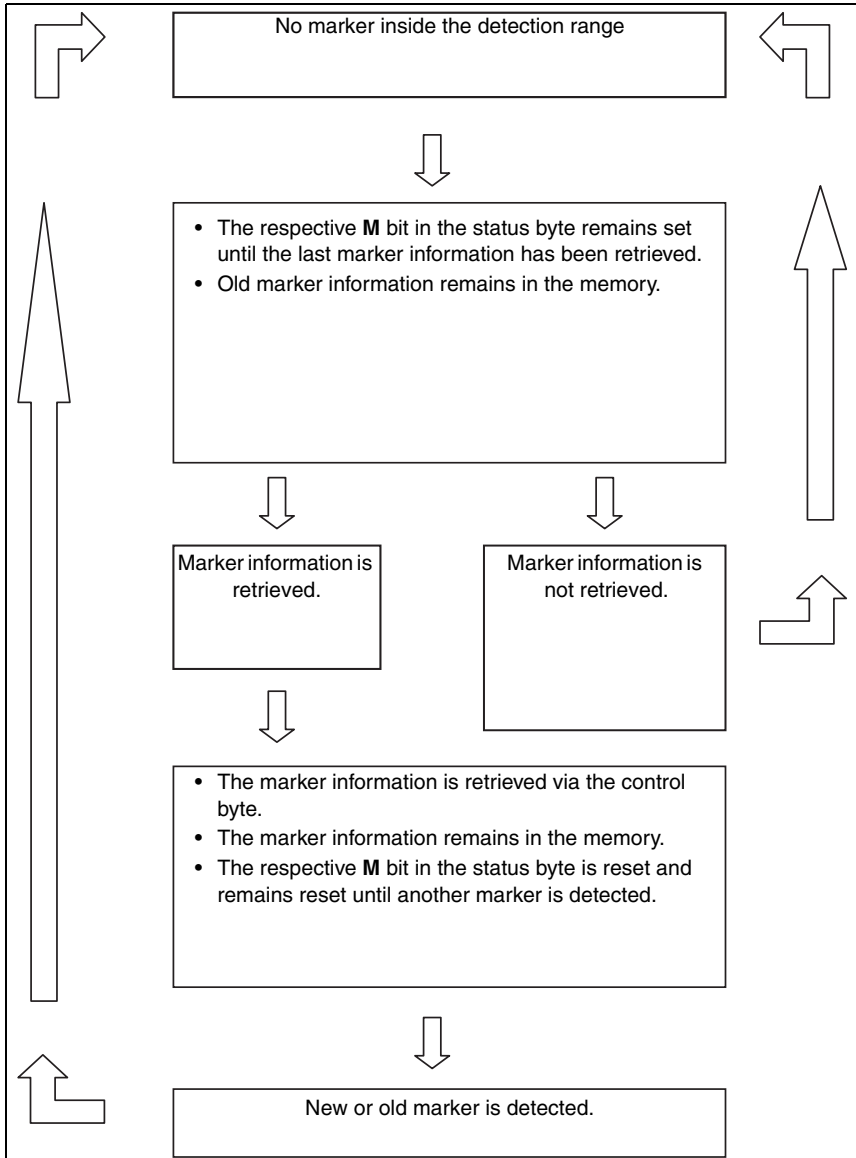 No marker inside the detection range
• The respective M bit in the status byte remains set
until the last marker information has been retrieved.
• Old marker information remains in the memory.
Marker information is
retrieved.
Marker information is
not retrieved.
• The marker information is retrieved via the control
byte.
• The marker information remains in the memory.
• The respective M bit in the status byte is reset and
remains reset until another marker is detected.
New or old marker is detected.